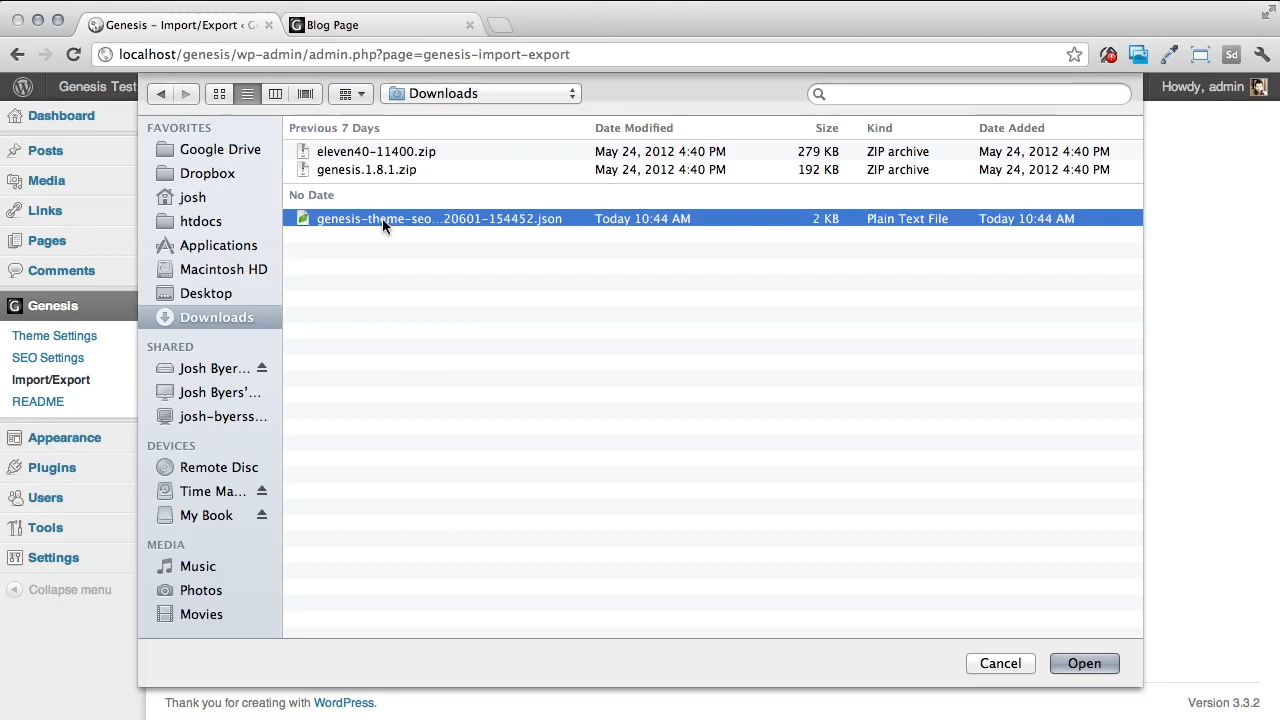 Genesis – Import/Export ‹ Ge
Blog Page
localhost/genesis/wp-admin/admin.php?page=genesis-import-export
Sd
Genesis Test
Howdy, admin
Downloads
Dashboard
Posts
Media
Links
Pages
Comments
Genesis
Theme Settings
SEO Settings
Import/Export
README
Appearance
Plugins
Users
Tools
Settings
Collapse menu
FAVORITES
Google Drive
Dropbox
josh
htdocs
Applications
Macintosh HD
Desktop
Downloads
SHARED
Josh Byer...
Josh Byers'...
josh-byerss...
DEVICES
Remote Disc
Time Ma...
My Book
MEDIA
Music
Photos
Movies
Previous 7 Days Date Modified Size Kind Date Added
eleven40-11400.zip May 24, 2012 4:40 PM 279 KB ZIP archive May 24, 2012 4:40 PM
genesis.1.8.1.zip May 24, 2012 4:40 PM 192 KB ZIP archive May 24, 2012 4:40 PM
No Date
genesis-theme-seo...20601-154452.json Today 10:44 AM 2 KB Plain Text File Today 10:44 AM
Cancel
Open
Thank you for creating with WordPress.
Version 3.3.2